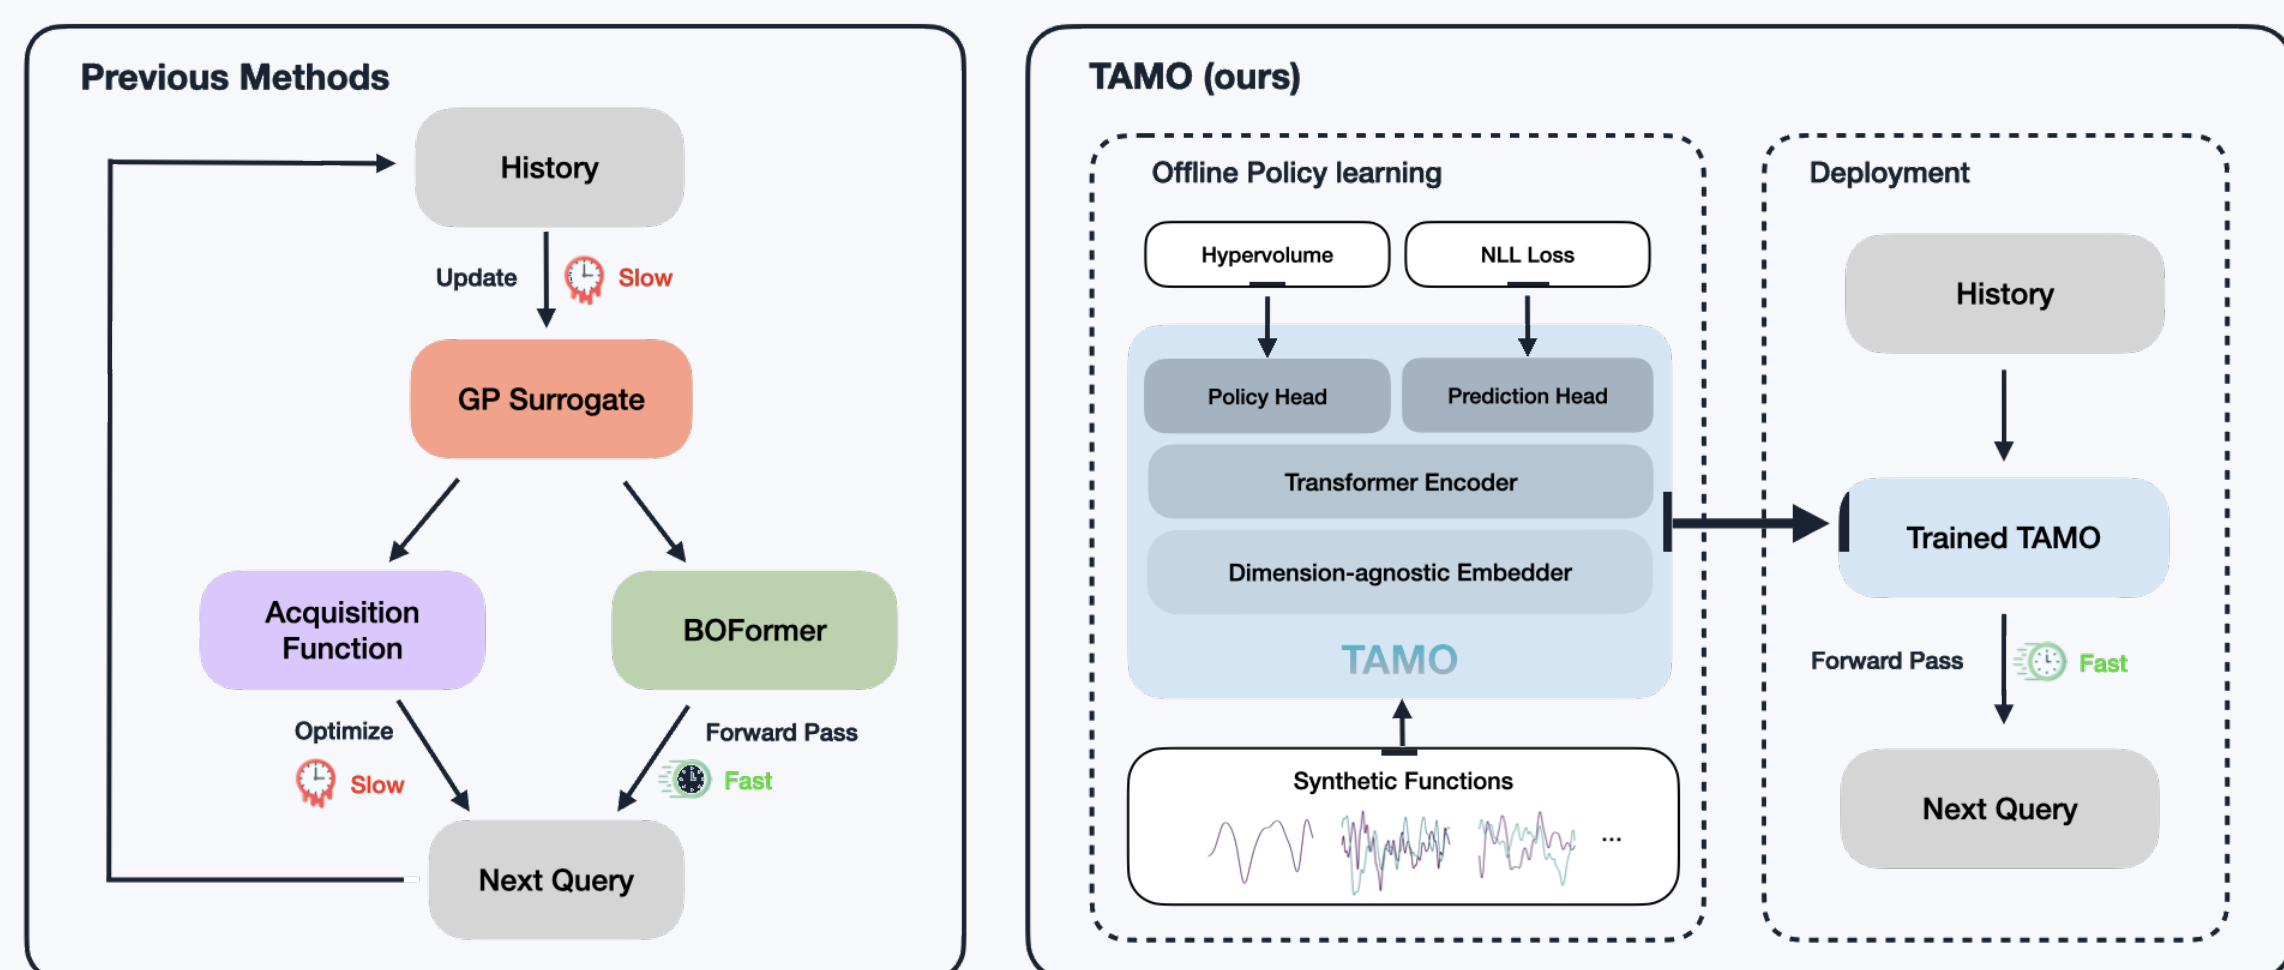 Previous Methods
History
Update
Slow
GP Surrogate
Acquisition
Function
BOFormer
Optimize
Slow
Forward Pass
Fast
Next Query
TAMO (ours)
Offline Policy learning
Hypervolume
NLL Loss
Policy Head
Prediction Head
Transformer Encoder
Dimension-agnostic Embedder
TAMO
Synthetic Functions
...
Deployment
History
Trained TAMO
Forward Pass
Fast
Next Query